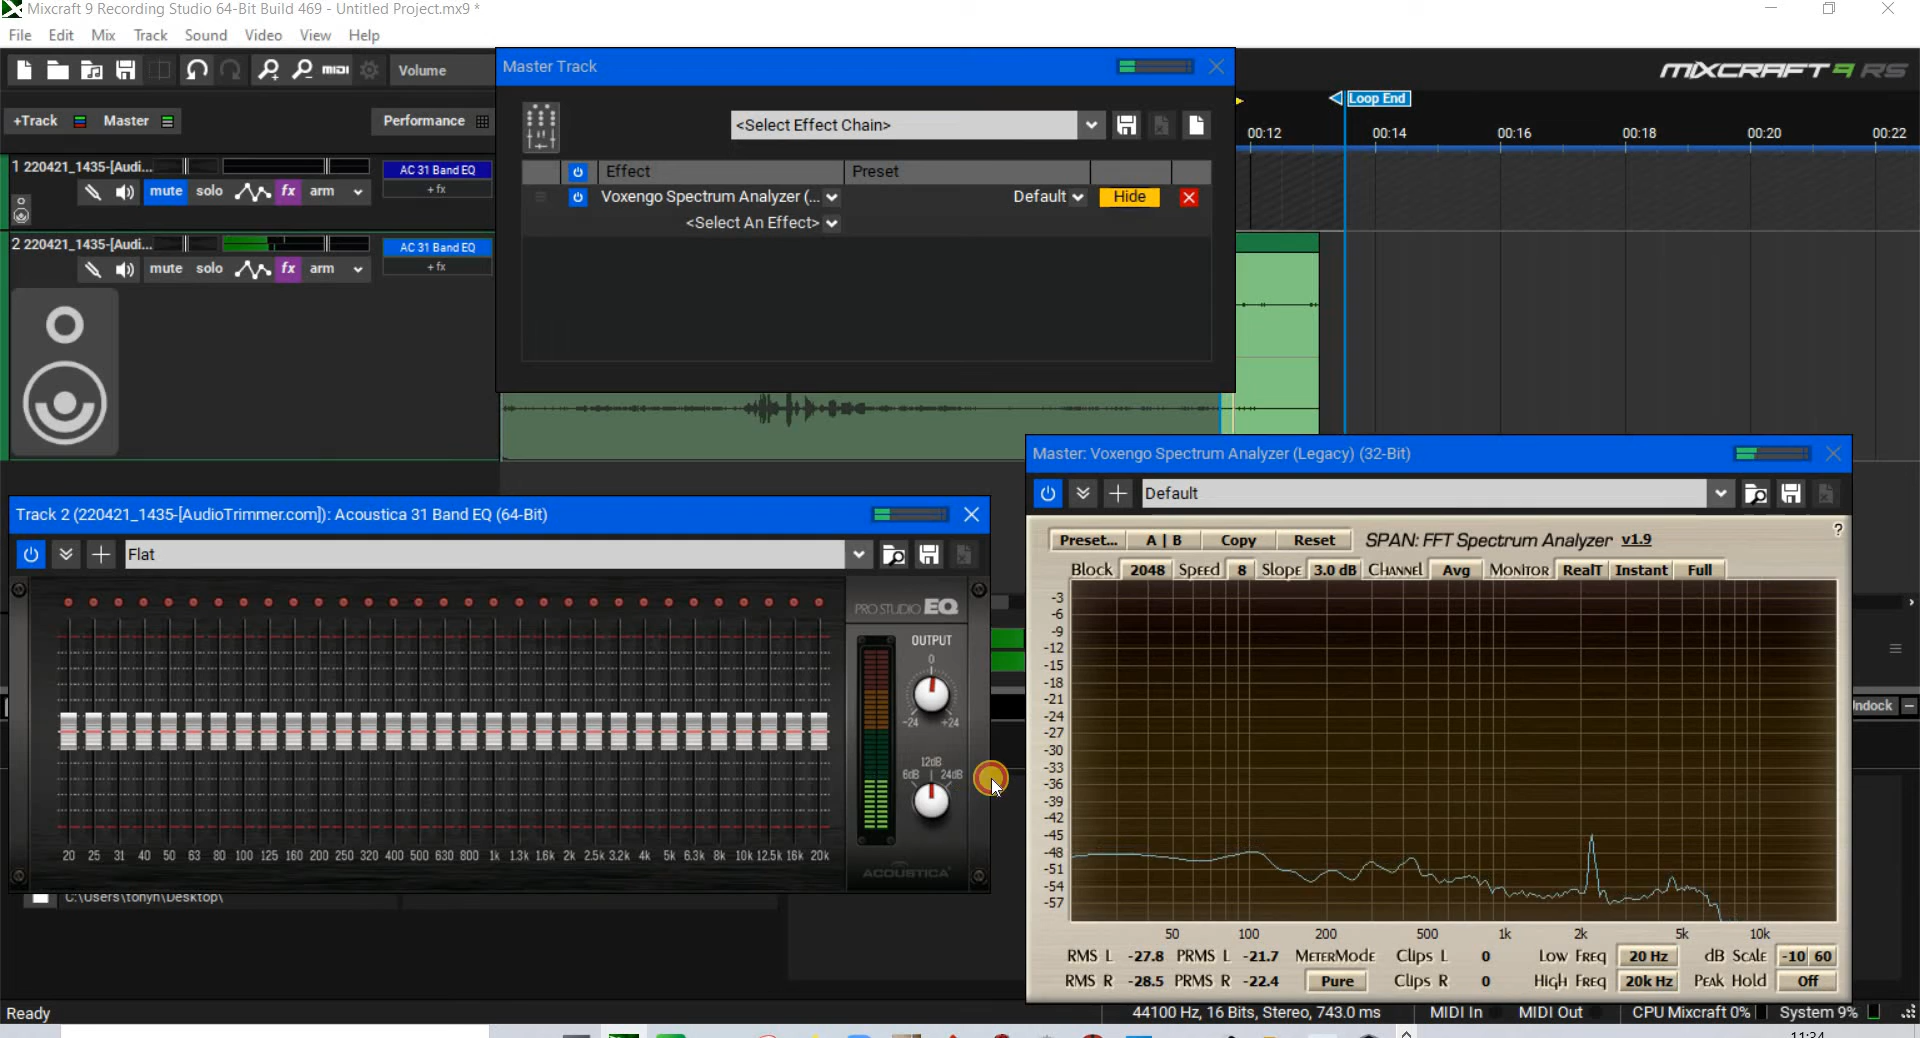 Mixcraft 9 Recording Studio 64-Bit Build 469 - Untitled Project.mx9 *
File Edit Mix Track Sound Video View Help
MIDI Volume
Master Track
MIXCRAFT 9 RS
+Track Master Performance
<Select Effect Chain>
Loop End
00:12 00:14 00:16 00:18 00:20 00:22
1 220421_1435-[Audi...
AC 31 Band EQ
mute solo fx arm
+ fx
Effect Preset
Voxengo Spectrum Analyzer (... Default Hide
<Select An Effect>
2 220421_1435-[Audi...
AC 31 Band EQ
mute solo fx arm
+ fx
Track 2 (220421_1435-[AudioTrimmer.com]): Acoustica 31 Band EQ (64-Bit)
Flat
PRO STUDIO EQ
OUTPUT
0
-24 +24
12dB
6dB 24dB
20 25 31 40 50 63 80 100 125 160 200 250 320 400 500 630 800 1k 1.3k 1.6k 2k 2.5k 3.2k 4k 5k 6.3k 8k 10k 12.5k 16k 20k
ACOUSTICA
C:\Users\tonyn\Desktop\
Master: Voxengo Spectrum Analyzer (Legacy) (32-Bit)
Default
?
Preset... A | B Copy Reset SPAN: FFT Spectrum Analyzer v1.9
Block 2048 Speed 8 Slope 3.0 dB Channel Avg Monitor RealT Instant Full
-3
-6
-9
-12
-15
-18
-21
-24
-27
-30
-33
-36
-39
-42
-45
-48
-51
-54
-57
50 100 200 500 1k 2k 5k 10k
RMS L -27.8 PRMS L -21.7 MeterMode Clips L 0 Low Freq 20 Hz dB Scale -10 60
RMS R -28.5 PRMS R -22.4 Pure Clips R 0 High Freq 20k Hz Peak Hold Off
ndock
Ready
44100 Hz, 16 Bits, Stereo, 743.0 ms MIDI In MIDI Out CPU Mixcraft 0% System 9%